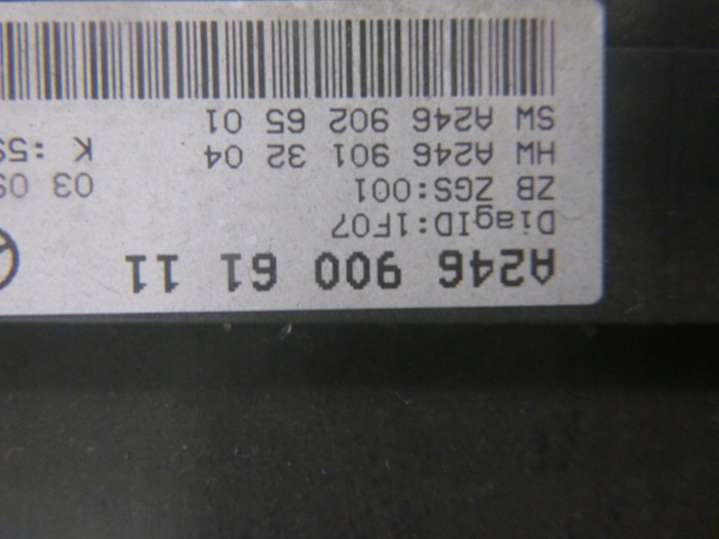 A246 900 61 11
DiagID:1F07
ZB ZGS:001 03
HW A246 901 32 04 K
SW A246 902 65 01